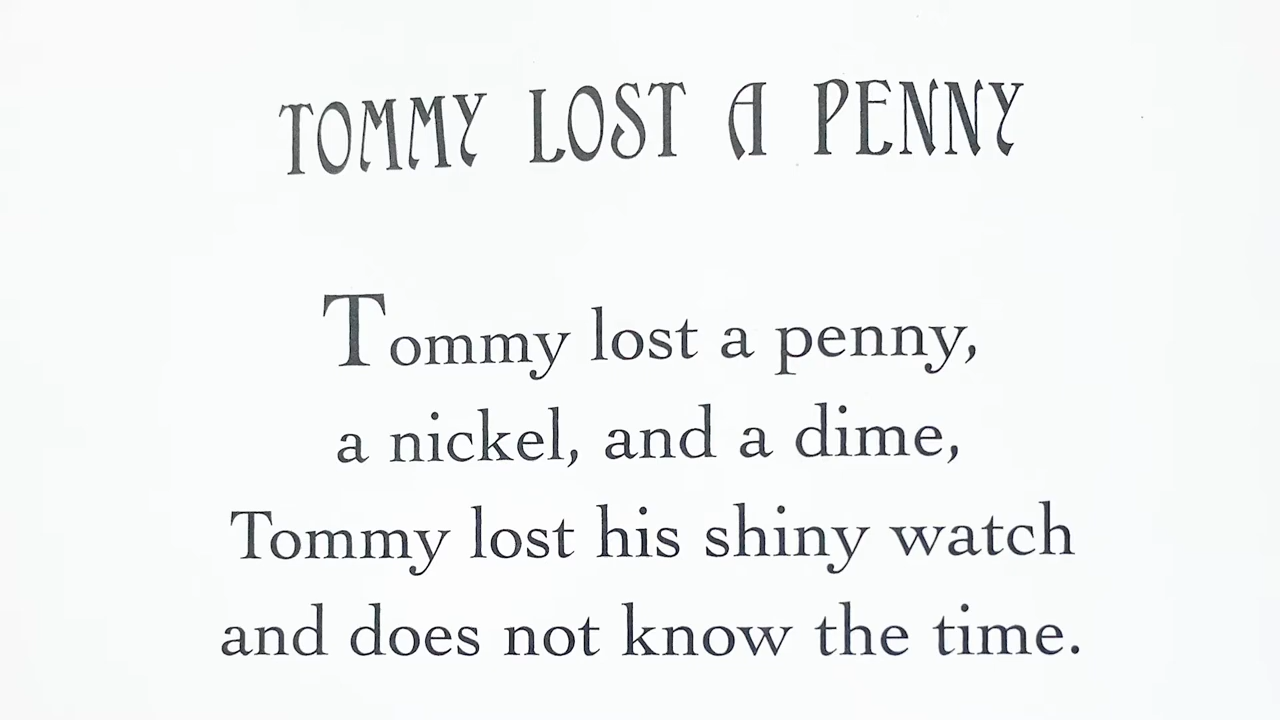 TOMMY LOST A PENNY
Tommy lost a penny,
a nickel, and a dime,
Tommy lost his shiny watch
and does not know the time.